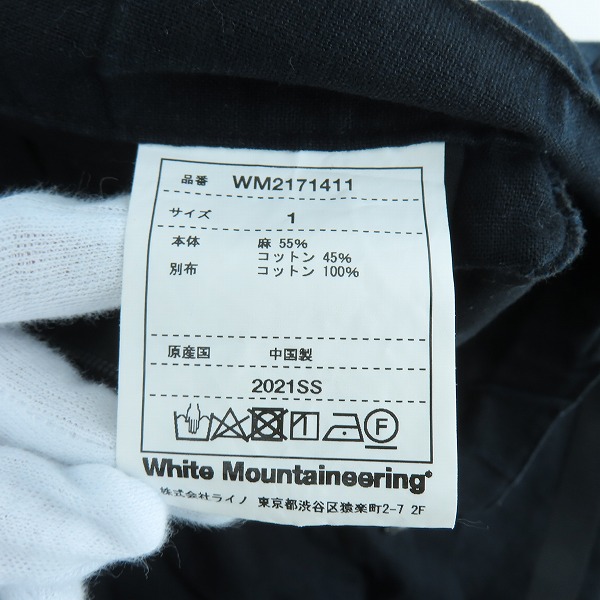 品番 WM2171411
サイズ 1
本体 麻 55%
コットン 45%
別布 コットン 100%
原産国 中国製
2021SS
F
White Mountaineering®
株式会社ライノ 東京都渋谷区猿楽町2-7 2F